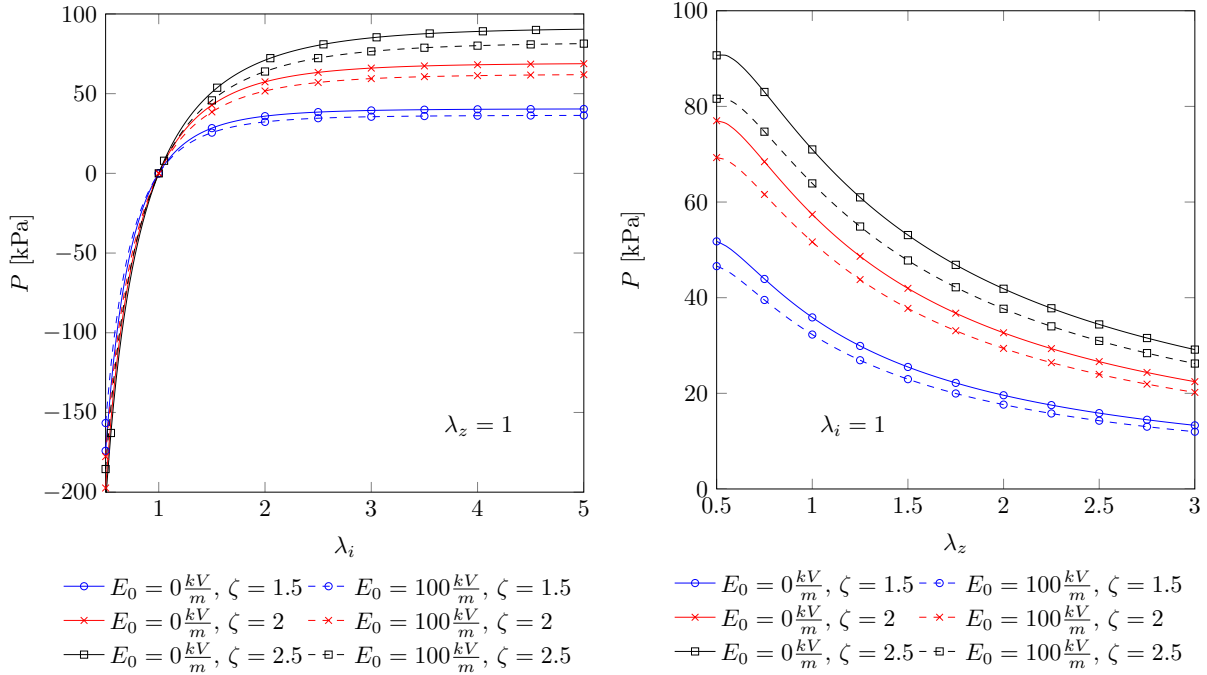 100
50
0
−50
−100
−150
−200
P [kPa]
1
2
3
4
5
λ_i
λ_z = 1
E_0 = 0 kV/m, ζ = 1.5
E_0 = 100 kV/m, ζ = 1.5
E_0 = 0 kV/m, ζ = 2
E_0 = 100 kV/m, ζ = 2
E_0 = 0 kV/m, ζ = 2.5
E_0 = 100 kV/m, ζ = 2.5
100
80
60
40
20
0
P [kPa]
0.5
1
1.5
2
2.5
3
λ_z
λ_i = 1
E_0 = 0 kV/m, ζ = 1.5
E_0 = 100 kV/m, ζ = 1.5
E_0 = 0 kV/m, ζ = 2
E_0 = 100 kV/m, ζ = 2
E_0 = 0 kV/m, ζ = 2.5
E_0 = 100 kV/m, ζ = 2.5